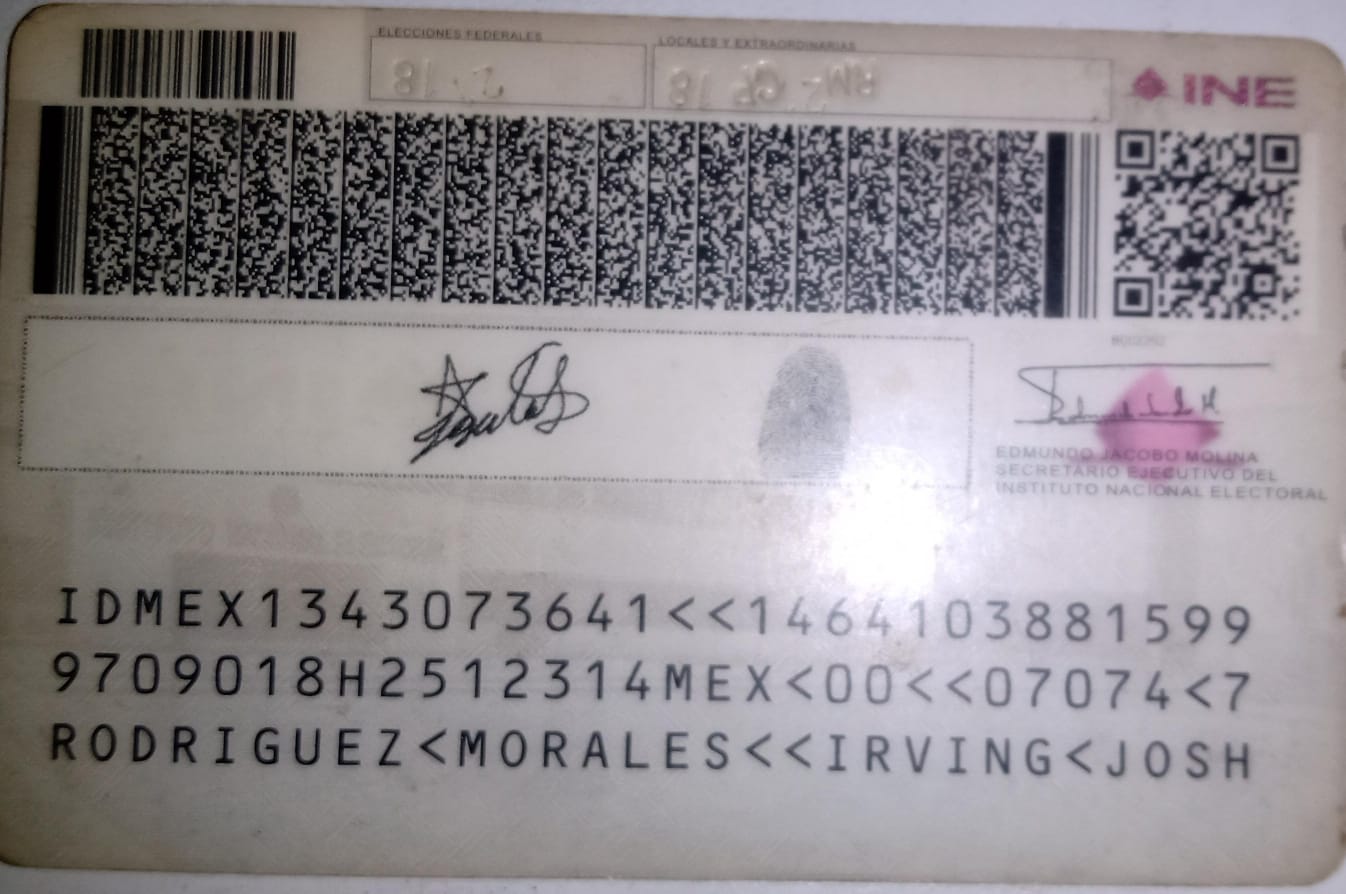 ELECCIONES FEDERALES
LOCALES Y EXTRAORDINARIAS
INE
EDMUNDO JACOBO MOLINA
SECRETARIO EJECUTIVO DEL
INSTITUTO NACIONAL ELECTORAL
IDMEX1343073641<<1464103881599
9709018H2512314MEX<00<<07074<7
RODRIGUEZ<MORALES<<IRVING<JOSH